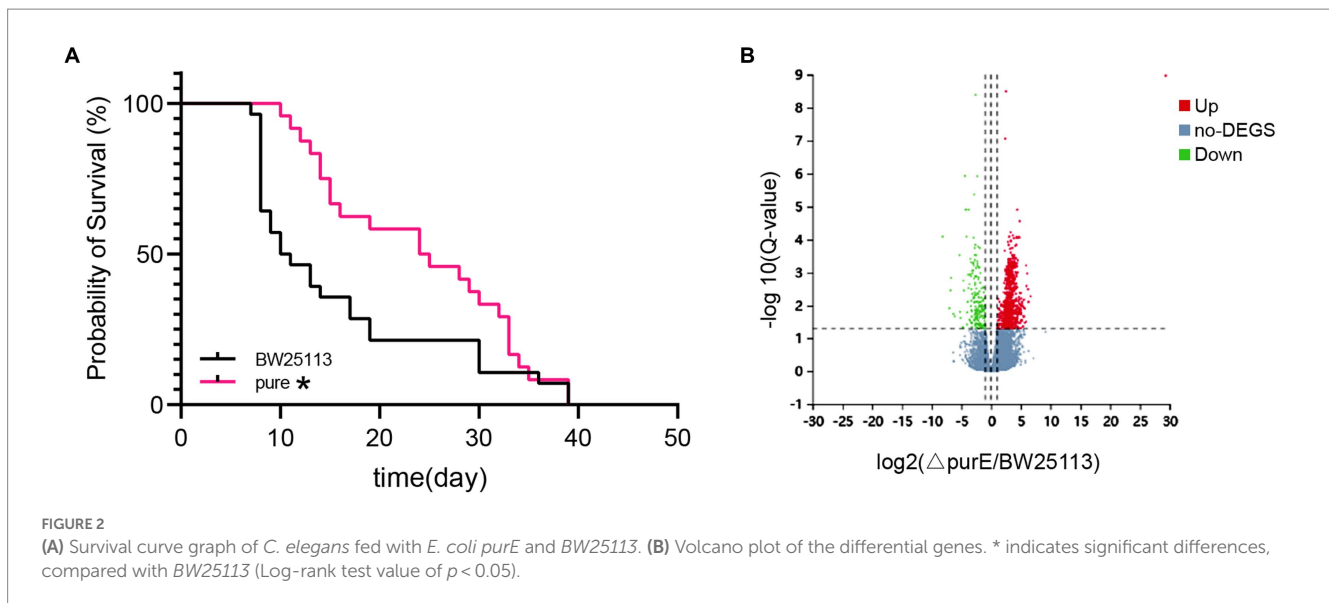 A
Probability of Survival (%)
100
50
0
BW25113
pure *
0 10 20 30 40 50
time(day)
B
-log 10(Q-value)
9
8
7
6
5
4
3
2
1
0
-1
-30 -25 -20 -15 -10 -5 0 5 10 15 20 25 30
log2(△purE/BW25113)
Up
no-DEGS
Down
FIGURE 2
(A) Survival curve graph of C. elegans fed with E. coli purE and BW25113. (B) Volcano plot of the differential genes. * indicates significant differences,
compared with BW25113 (Log-rank test value of p < 0.05).